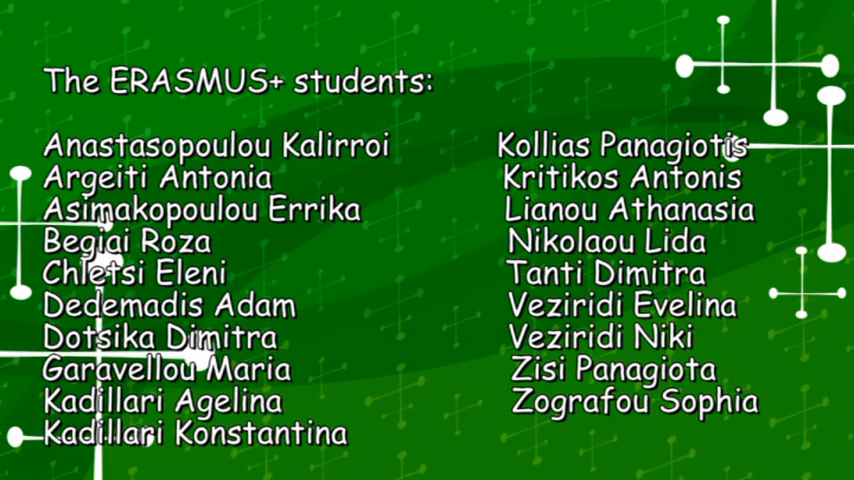 The ERASMUS+ students:
Anastasopoulou Kalirroi
Argeiti Antonia
Asimakopoulou Errika
Begiai Roza
Chletsi Eleni
Dedemadis Adam
Dotsika Dimitra
Garavellou Maria
Kadillari Agelina
Kadillari Konstantina
Kollias Panagiotis
Kritikos Antonis
Lianou Athanasia
Nikolaou Lida
Tanti Dimitra
Veziridi Evelina
Veziridi Niki
Zisi Panagiota
Zografou Sophia